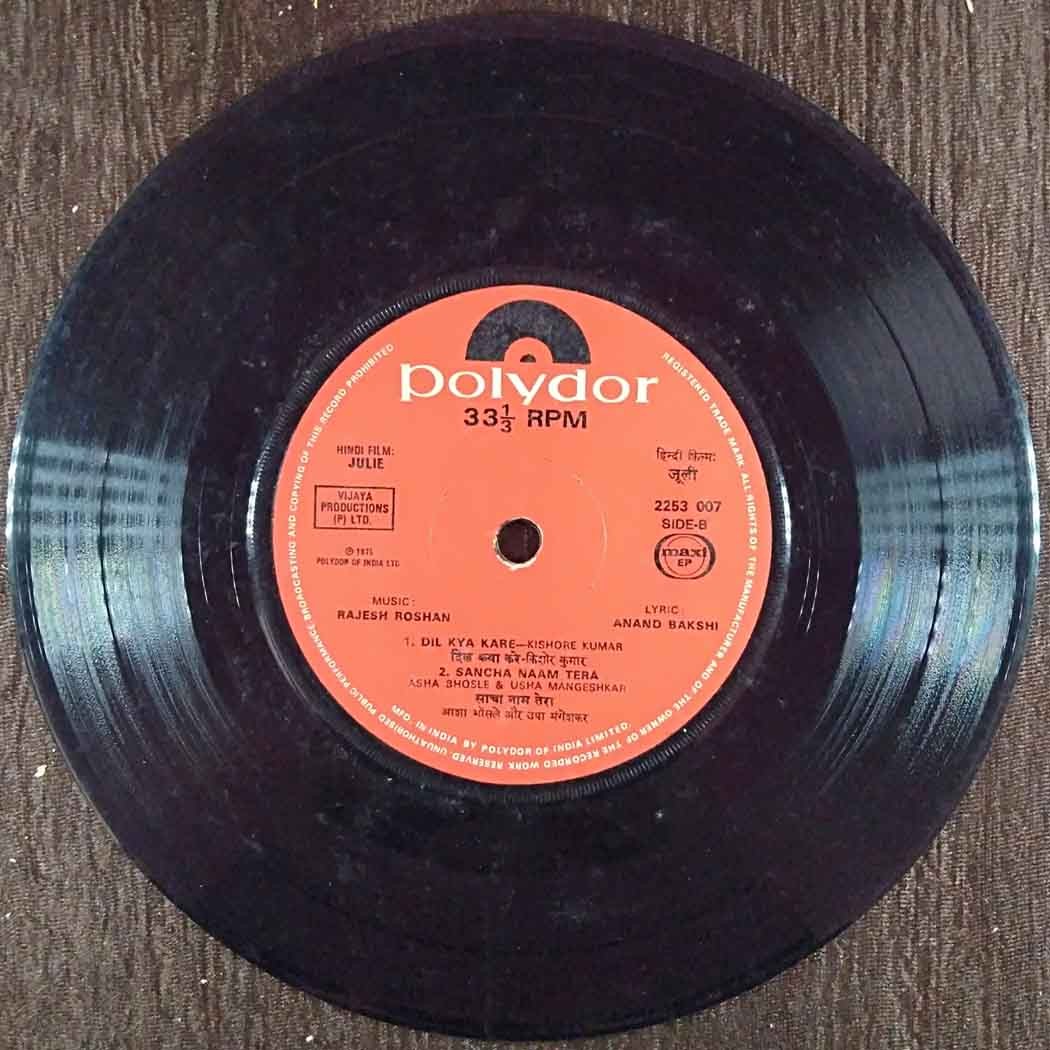 polydor
33⅓ RPM
HINDI FILM:
JULIE
VIJAYA
PRODUCTIONS
(P) LTD.
℗ 1975
POLYDOR OF INDIA LTD.
हिन्दी फिल्म:
जूली
2253 007
SIDE-B
maxi
EP
MUSIC:
RAJESH ROSHAN
LYRIC:
ANAND BAKSHI
1. DIL KYA KARE—KISHORE KUMAR
दिल क्या करे-किशोर कुमार
2. SANCHA NAAM TERA
ASHA BHOSLE & USHA MANGESHKAR
साचा नाम तेरा
आशा भोसले और उषा मंगेशकर
REGISTERED TRADE MARK. ALL RIGHTS OF THE MANUFACTURER AND OF THE OWNER OF THE RECORDED WORK RESERVED. UNAUTHORISED PUBLIC PERFORMANCE BROADCASTING AND COPYING OF THIS RECORD PROHIBITED
MFD. IN INDIA BY POLYDOR OF INDIA LIMITED.